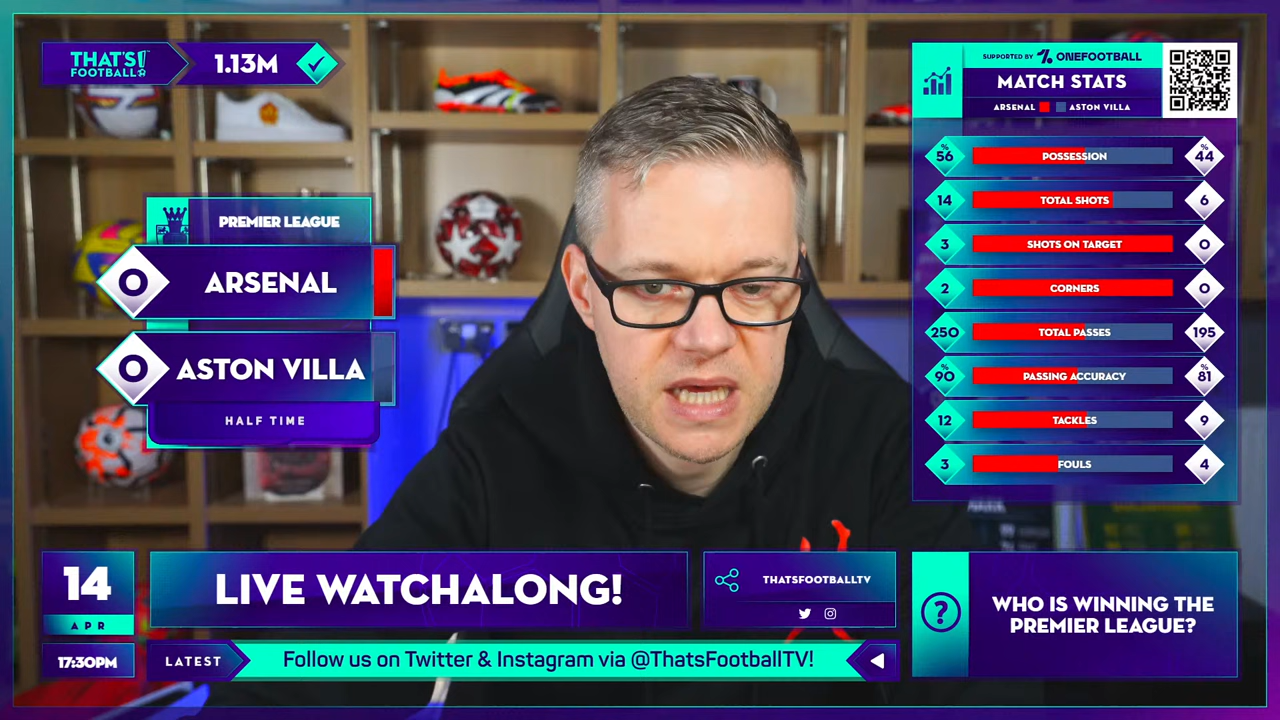 THAT'S
FOOTBALL
1.13M
PREMIER LEAGUE
0 ARSENAL
0 ASTON VILLA
HALF TIME
SUPPORTED BY ONEFOOTBALL
MATCH STATS
ARSENAL ASTON VILLA
% 56 POSSESSION % 44
14 TOTAL SHOTS 6
3 SHOTS ON TARGET 0
2 CORNERS 0
250 TOTAL PASSES 195
% 90 PASSING ACCURACY % 81
12 TACKLES 9
3 FOULS 4
14
APR
17:30PM
LIVE WATCHALONG!
THATSFOOTBALLTV
LATEST
Follow us on Twitter & Instagram via @ThatsFootballTV!
WHO IS WINNING THE
PREMIER LEAGUE?